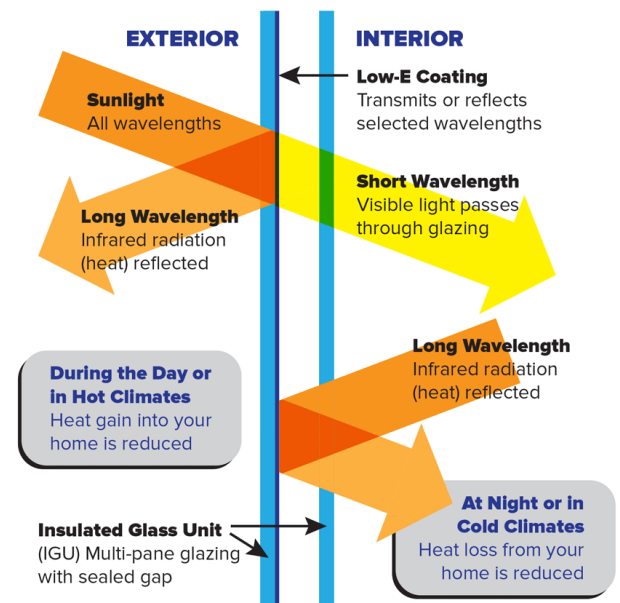 EXTERIOR
INTERIOR
Low-E Coating
Transmits or reflects
selected wavelengths
Sunlight
All wavelengths
Short Wavelength
Visible light passes
through glazing
Long Wavelength
Infrared radiation
(heat) reflected
Long Wavelength
Infrared radiation
(heat) reflected
During the Day or
in Hot Climates
Heat gain into your
home is reduced
At Night or in
Cold Climates
Heat loss from your
home is reduced
Insulated Glass Unit
(IGU) Multi-pane glazing
with sealed gap